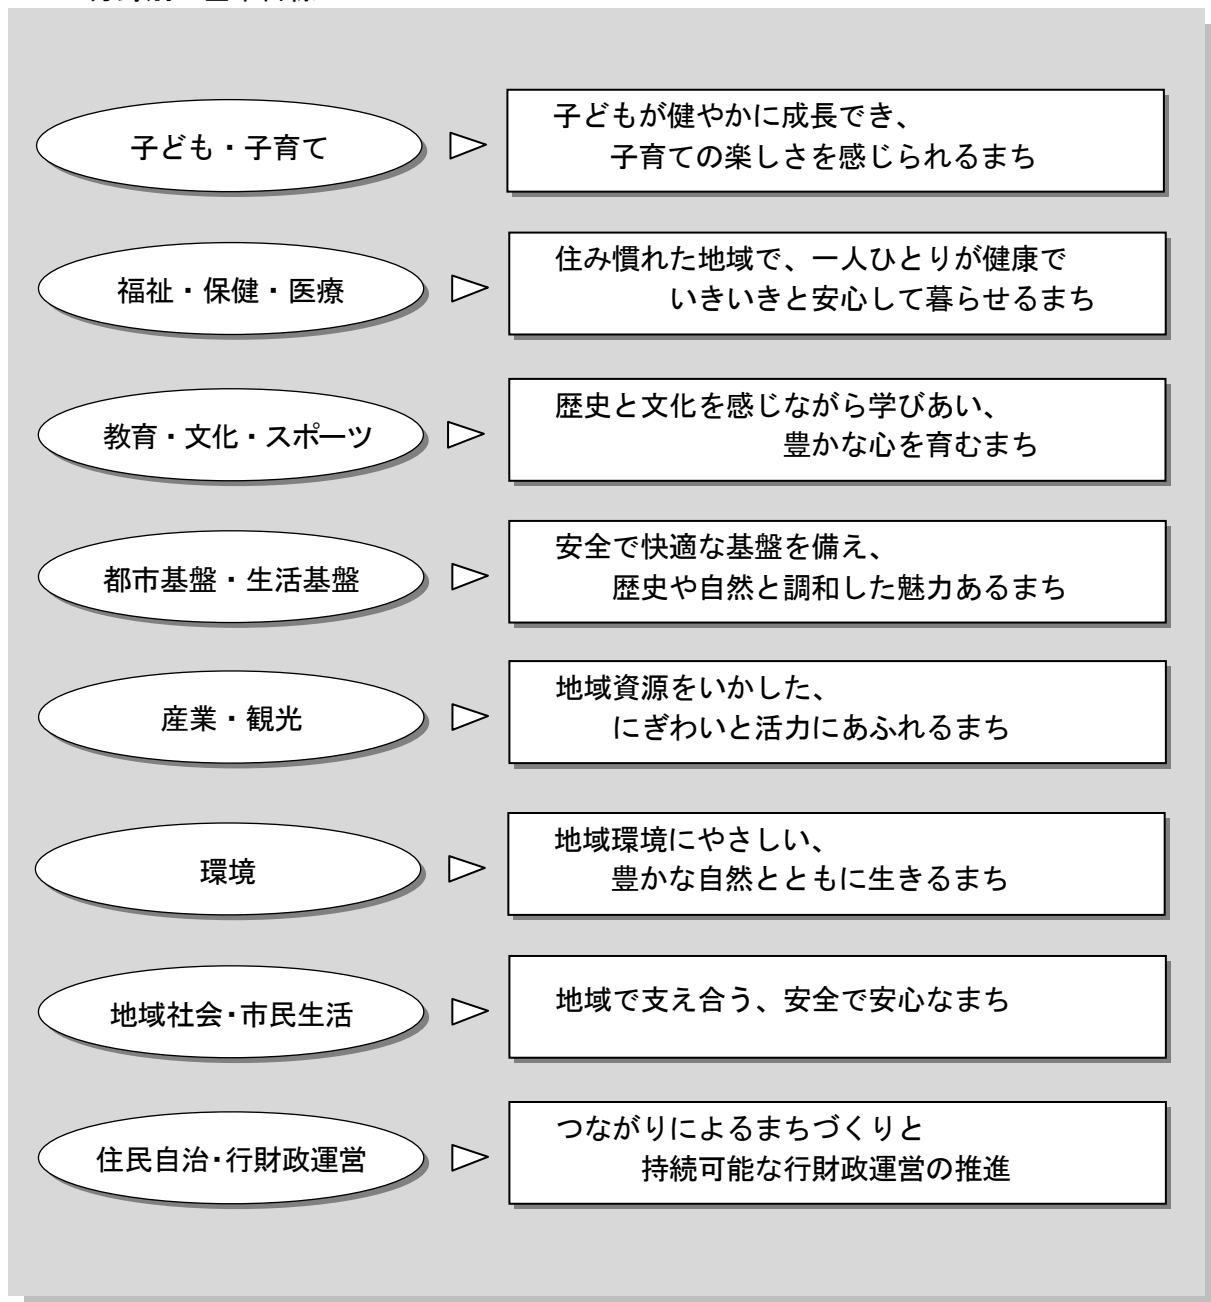 子ども・子育て
子どもが健やかに成長でき、
子育ての楽しさを感じられるまち
福祉・保健・医療
住み慣れた地域で、一人ひとりが健康で
いきいきと安心して暮らせるまち
教育・文化・スポーツ
歴史と文化を感じながら学びあい、
豊かな心を育むまち
都市基盤・生活基盤
安全で快適な基盤を備え、
歴史や自然と調和した魅力あるまち
産業・観光
地域資源をいかした、
にぎわいと活力にあふれるまち
環境
地域環境にやさしい、
豊かな自然とともに生きるまち
地域社会・市民生活
地域で支え合う、安全で安心なまち
住民自治・行財政運営
つながりによるまちづくりと
持続可能な行財政運営の推進